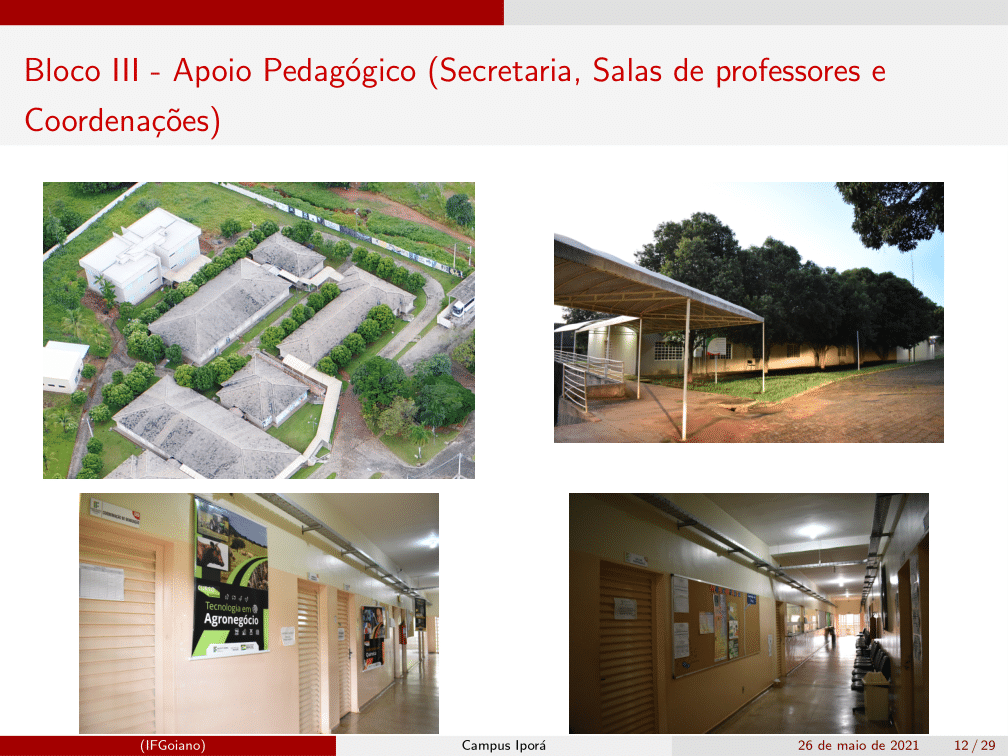 Bloco III - Apoio Pedagógico (Secretaria, Salas de professores e
Coordenações)
Tecnologia em
Agronegócio
(IFGoiano)
Campus Iporá
26 de maio de 2021
12 / 29